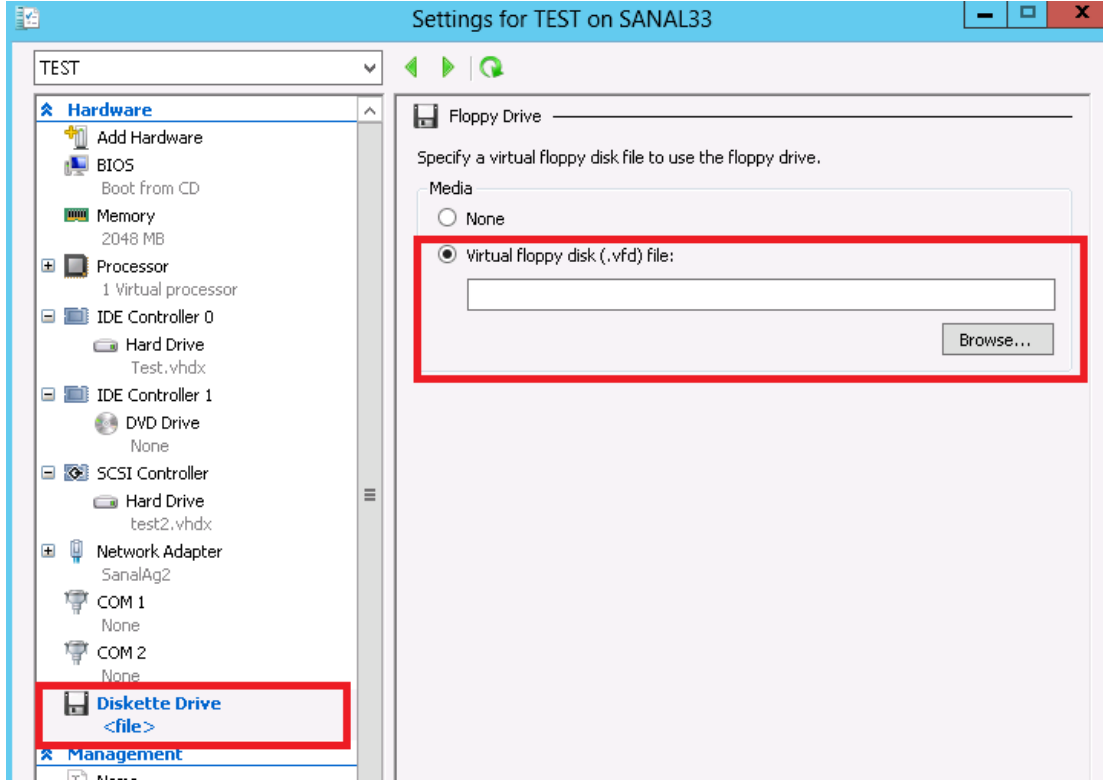 Settings for TEST on SANAL33
X
TEST
Hardware
Add Hardware
BIOS
Boot from CD
Memory
2048 MB
Processor
1 Virtual processor
IDE Controller 0
Hard Drive
Test.vhdx
IDE Controller 1
DVD Drive
None
SCSI Controller
Hard Drive
test2.vhdx
Network Adapter
SanalAg2
COM 1
None
COM 2
None
Diskette Drive
<file>
Management
Name
Floppy Drive
Specify a virtual floppy disk file to use the floppy drive.
Media
None
Virtual floppy disk (.vfd) file:
Browse...